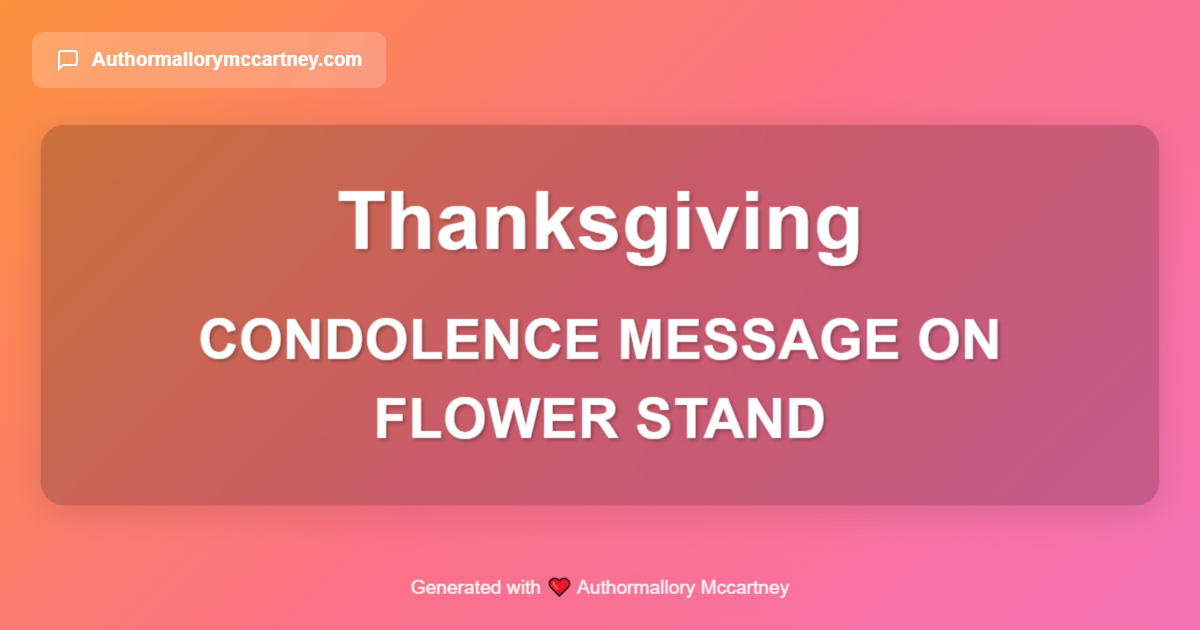 Authormallorymccartney.com
Thanksgiving
CONDOLENCE MESSAGE ON
FLOWER STAND
Generated with ❤️ Authormallory Mccartney